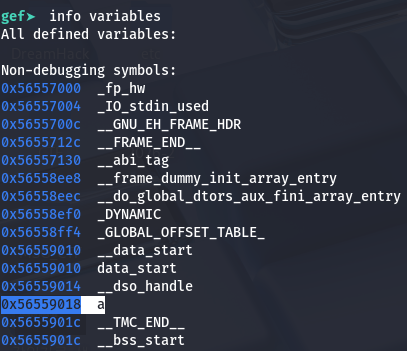 gef➤  info variables
All defined variables:
Non-debugging symbols:
0x56557000  _fp_hw
0x56557004  _IO_stdin_used
0x5655700c  __GNU_EH_FRAME_HDR
0x5655712c  __FRAME_END__
0x56557130  __abi_tag
0x56558ee8  __frame_dummy_init_array_entry
0x56558eec  __do_global_dtors_aux_fini_array_entry
0x56558ef0  _DYNAMIC
0x56558ff4  _GLOBAL_OFFSET_TABLE_
0x56559010  __data_start
0x56559010  data_start
0x56559014  __dso_handle
0x56559018  a
0x5655901c  __TMC_END__
0x5655901c  __bss_start